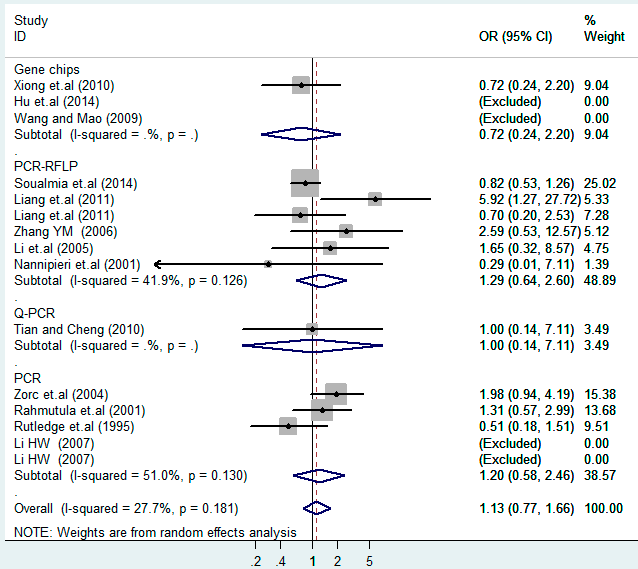 Study %
ID OR (95% CI) Weight
Gene chips
Xiong et.al (2010) 0.72 (0.24, 2.20) 9.04
Hu et.al (2014) (Excluded) 0.00
Wang and Mao (2009) (Excluded) 0.00
Subtotal (I-squared = .%, p = .) 0.72 (0.24, 2.20) 9.04
.
PCR-RFLP
Soualmia et.al (2014) 0.82 (0.53, 1.26) 25.02
Liang et.al (2011) 5.92 (1.27, 27.72) 5.33
Liang et.al (2011) 0.70 (0.20, 2.53) 7.28
Zhang YM (2006) 2.59 (0.53, 12.57) 5.12
Li et.al (2005) 1.65 (0.32, 8.57) 4.75
Nannipieri et.al (2001) 0.29 (0.01, 7.11) 1.39
Subtotal (I-squared = 41.9%, p = 0.126) 1.29 (0.64, 2.60) 48.89
.
Q-PCR
Tian and Cheng (2010) 1.00 (0.14, 7.11) 3.49
Subtotal (I-squared = .%, p = .) 1.00 (0.14, 7.11) 3.49
.
PCR
Zorc et.al (2004) 1.98 (0.94, 4.19) 15.38
Rahmutula et.al (2001) 1.31 (0.57, 2.99) 13.68
Rutledge et.al (1995) 0.51 (0.18, 1.51) 9.51
Li HW (2007) (Excluded) 0.00
Li HW (2007) (Excluded) 0.00
Subtotal (I-squared = 51.0%, p = 0.130) 1.20 (0.58, 2.46) 38.57
.
Overall (I-squared = 27.7%, p = 0.181) 1.13 (0.77, 1.66) 100.00
NOTE: Weights are from random effects analysis
.2 .4 1 2 5